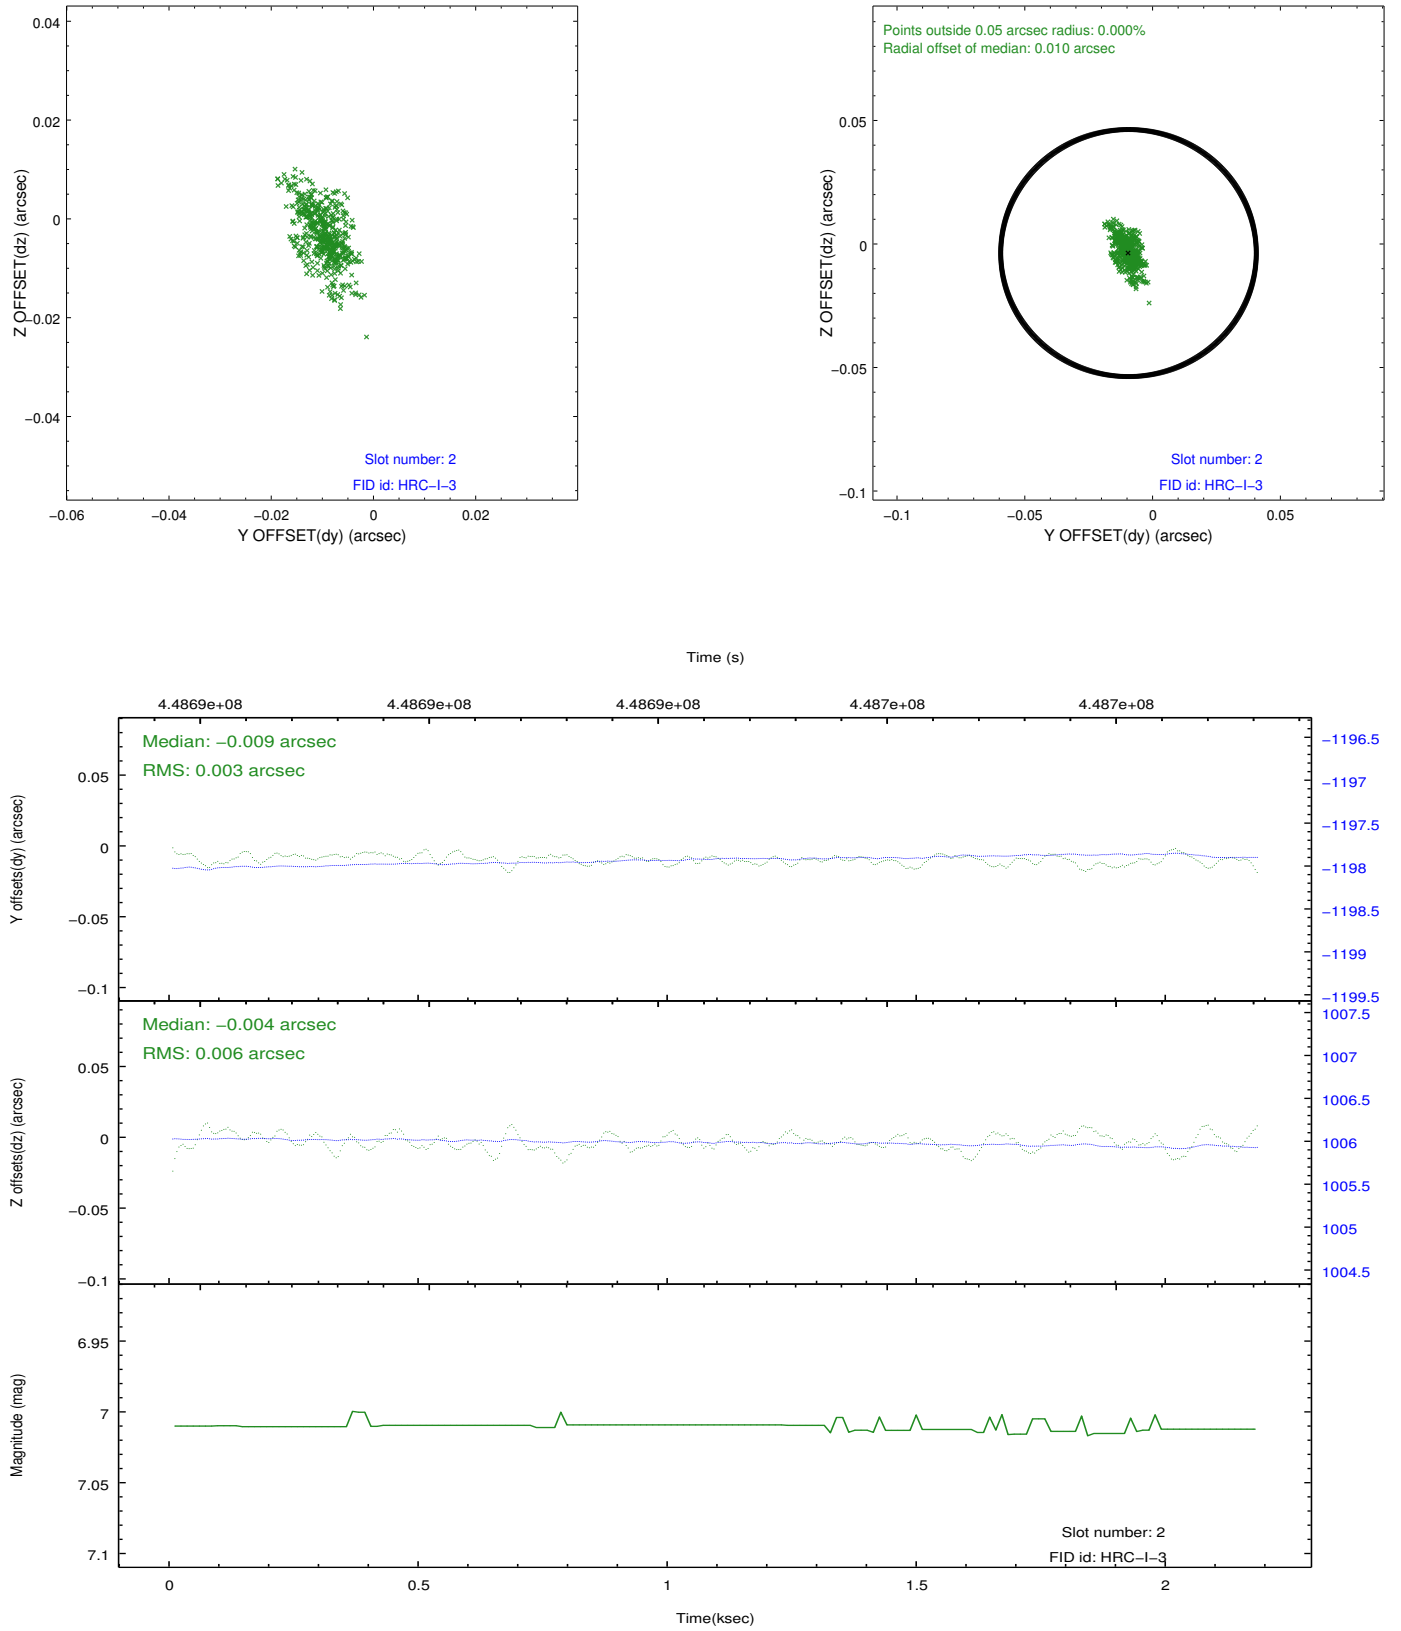 0.04
0.02
0
−0.02
−0.04
Z OFFSET(dz) (arcsec)
Slot number: 2
FID id: HRC−I−3
−0.06
−0.04
−0.02
0
0.02
Y OFFSET(dy) (arcsec)
Points outside 0.05 arcsec radius: 0.000%
Radial offset of median: 0.010 arcsec
0.05
0
−0.05
−0.1
Z OFFSET(dz) (arcsec)
Slot number: 2
FID id: HRC−I−3
−0.1
−0.05
0
0.05
Y OFFSET(dy) (arcsec)
Time (s)
4.4869e+08
4.4869e+08
4.4869e+08
4.487e+08
4.487e+08
Median: −0.009 arcsec
RMS: 0.003 arcsec
0.05
0
−0.05
−0.1
Y offsets(dy) (arcsec)
−1196.5
−1197
−1197.5
−1198
−1198.5
−1199
−1199.5
Median: −0.004 arcsec
RMS: 0.006 arcsec
0.05
0
−0.05
−0.1
Z offsets(dz) (arcsec)
1007.5
1007
1006.5
1006
1005.5
1005
1004.5
6.95
7
7.05
7.1
Magnitude (mag)
Slot number: 2
FID id: HRC−I−3
0
0.5
1
1.5
2
Time(ksec)